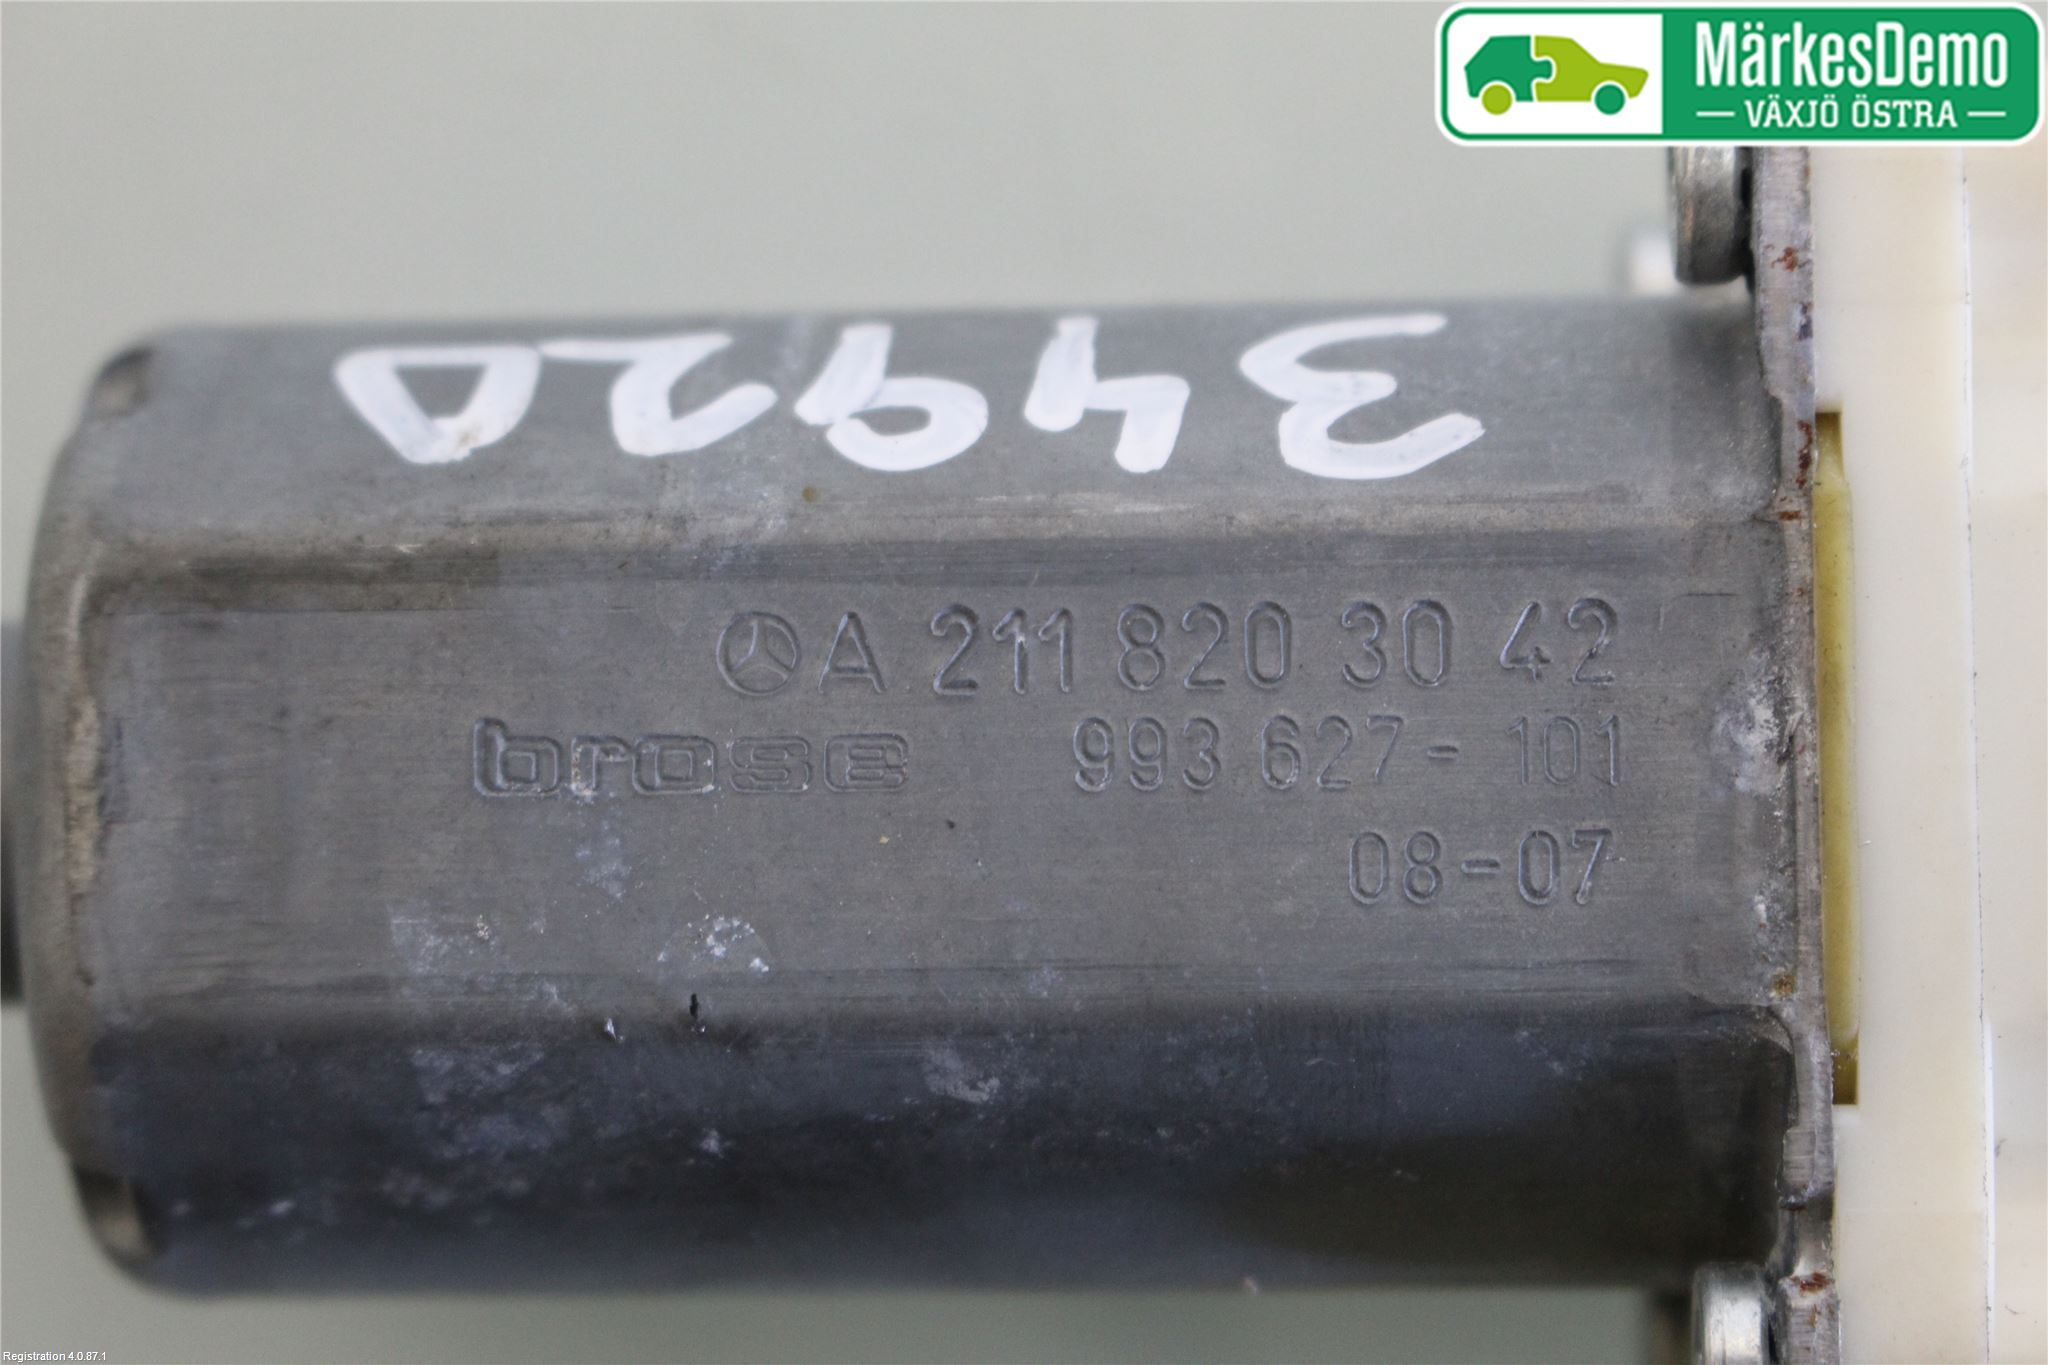 34920
MärkesDemo
VÄXJÖ ÖSTRA
A 211 820 30 42
brose 993 627-101
08-07
Registration 4.0.87.1